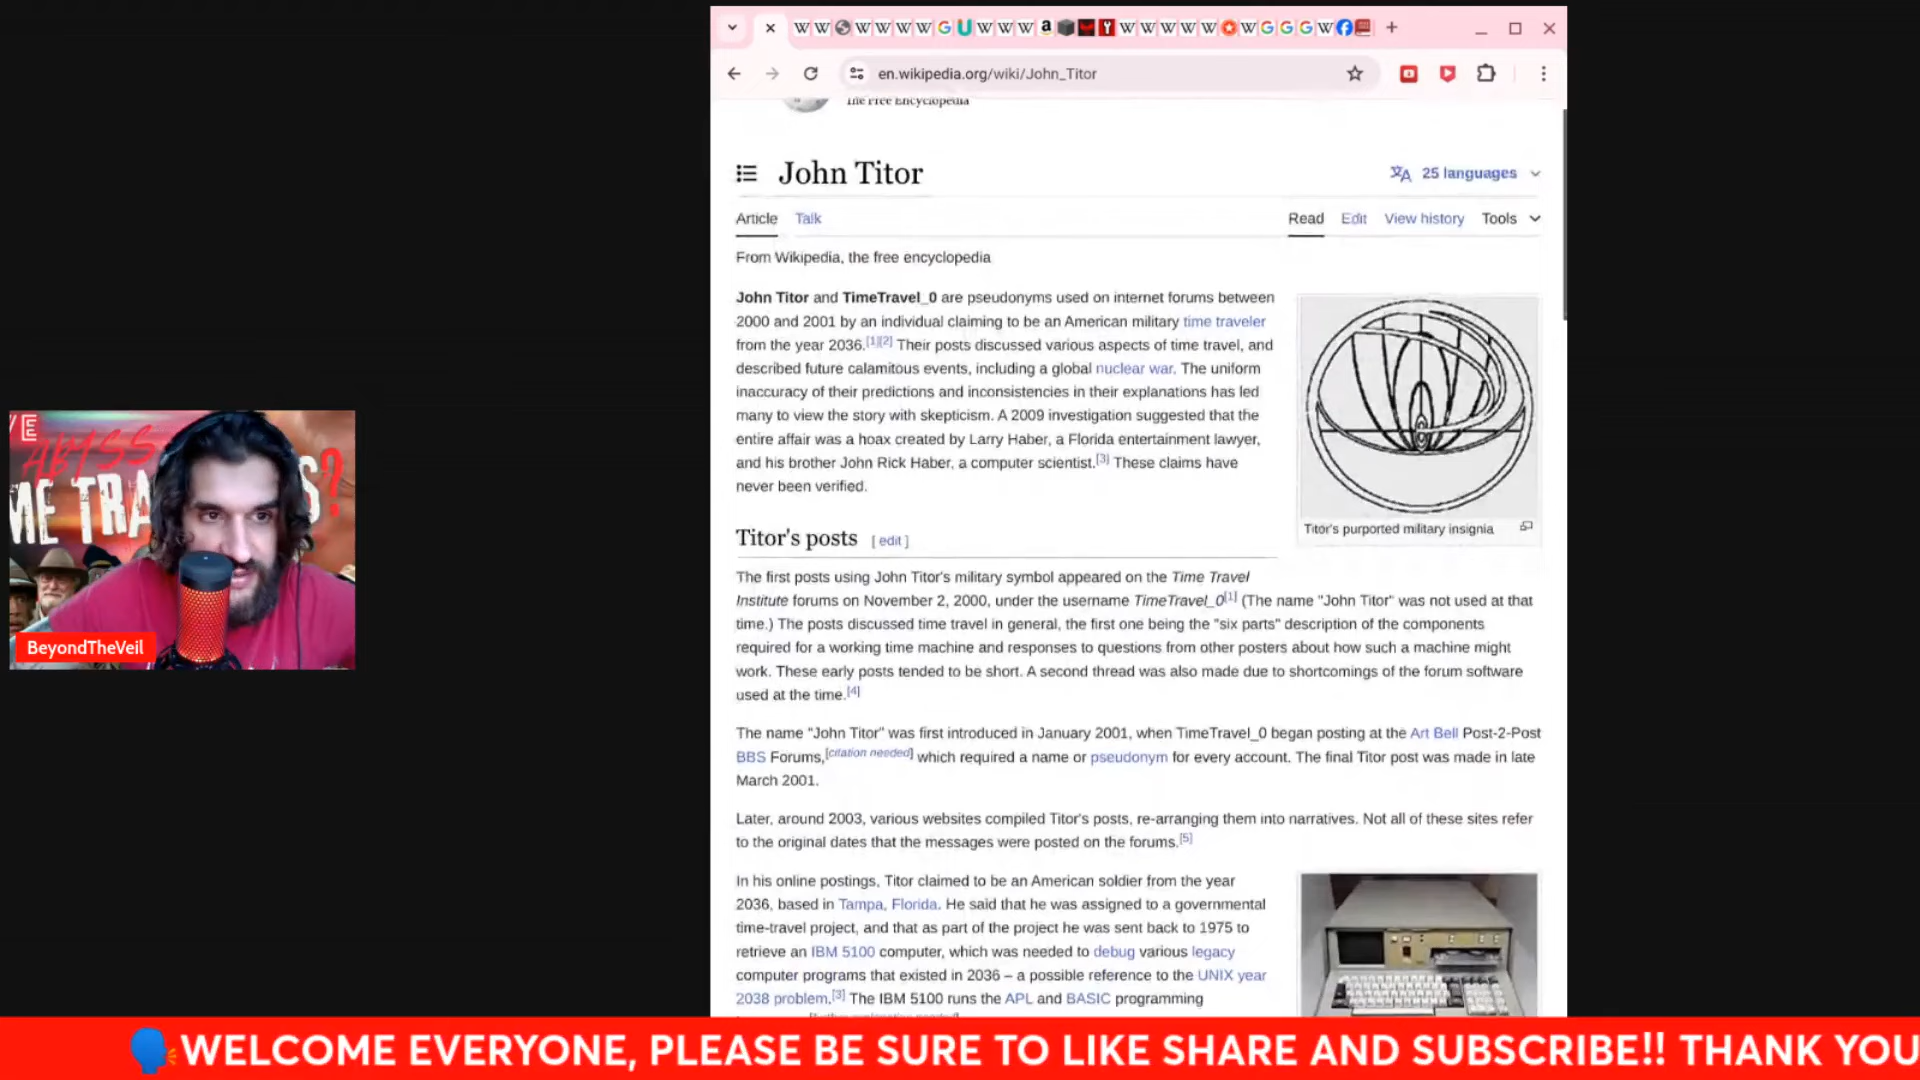 en.wikipedia.org/wiki/John_Titor
The Free Encyclopedia
John Titor
25 languages
Article Talk
Read Edit View history Tools
From Wikipedia, the free encyclopedia
John Titor and TimeTravel_0 are pseudonyms used on internet forums between
2000 and 2001 by an individual claiming to be an American military time traveler
from the year 2036.[1][2] Their posts discussed various aspects of time travel, and
described future calamitous events, including a global nuclear war. The uniform
inaccuracy of their predictions and inconsistencies in their explanations has led
many to view the story with skepticism. A 2009 investigation suggested that the
entire affair was a hoax created by Larry Haber, a Florida entertainment lawyer,
and his brother John Rick Haber, a computer scientist.[3] These claims have
never been verified.
Titor's purported military insignia
Titor's posts [ edit ]
The first posts using John Titor's military symbol appeared on the Time Travel
Institute forums on November 2, 2000, under the username TimeTravel_0[1] (The name "John Titor" was not used at that
time.) The posts discussed time travel in general, the first one being the "six parts" description of the components
required for a working time machine and responses to questions from other posters about how such a machine might
work. These early posts tended to be short. A second thread was also made due to shortcomings of the forum software
used at the time.[4]
The name "John Titor" was first introduced in January 2001, when TimeTravel_0 began posting at the Art Bell Post-2-Post
BBS Forums,[citation needed] which required a name or pseudonym for every account. The final Titor post was made in late
March 2001.
Later, around 2003, various websites compiled Titor's posts, re-arranging them into narratives. Not all of these sites refer
to the original dates that the messages were posted on the forums.[5]
In his online postings, Titor claimed to be an American soldier from the year
2036, based in Tampa, Florida. He said that he was assigned to a governmental
time-travel project, and that as part of the project he was sent back to 1975 to
retrieve an IBM 5100 computer, which was needed to debug various legacy
computer programs that existed in 2036 – a possible reference to the UNIX year
2038 problem.[3] The IBM 5100 runs the APL and BASIC programming
VE
ABYSS
ME TRA S?
BeyondTheVeil
WELCOME EVERYONE, PLEASE BE SURE TO LIKE SHARE AND SUBSCRIBE!! THANK YOU